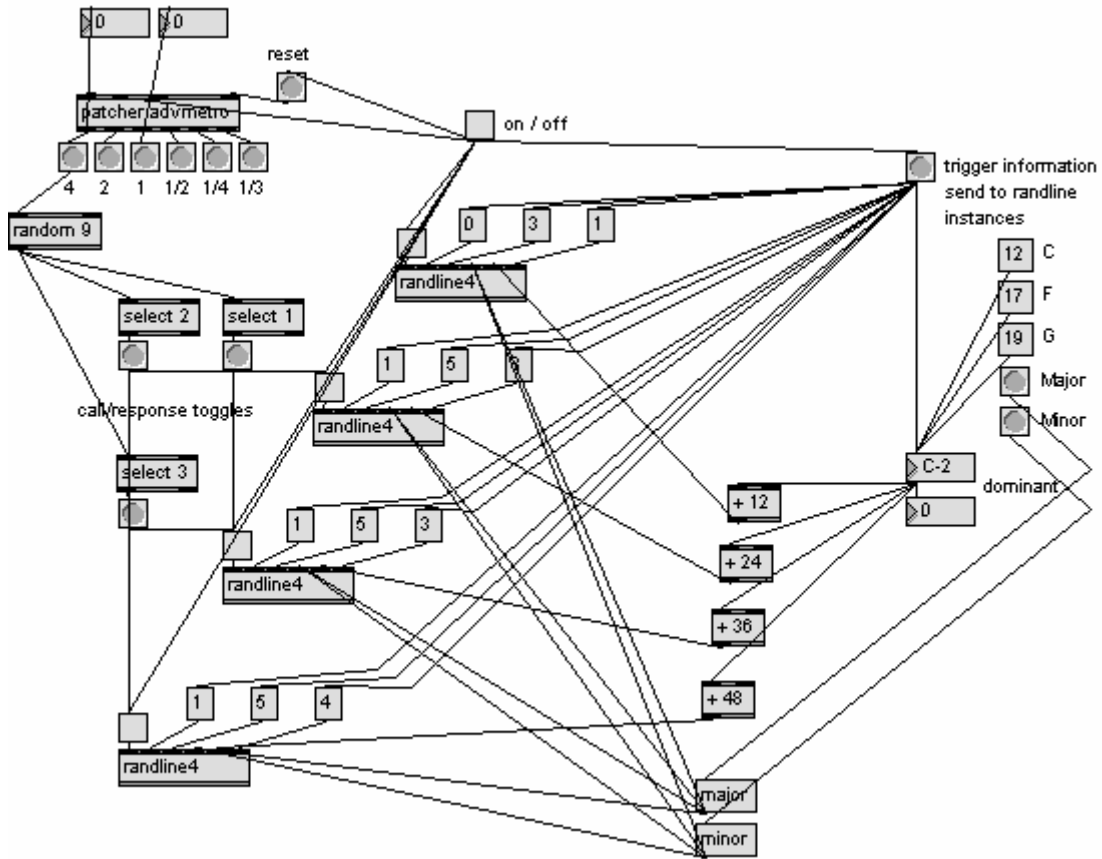 0 0
reset
patcher advmetro
on / off
4 2 1 1/2 1/4 1/3
trigger information
send to randline
instances
random 9
0 3 1
12 C
randline4
17 F
select 2 select 1
19 G
1 5
Major
call/response toggles
randline4
Minor
select 3
C-2
dominant
+ 12
0
1 5 3
+ 24
randline4
+ 36
1 5 4
+ 48
randline4
major
minor